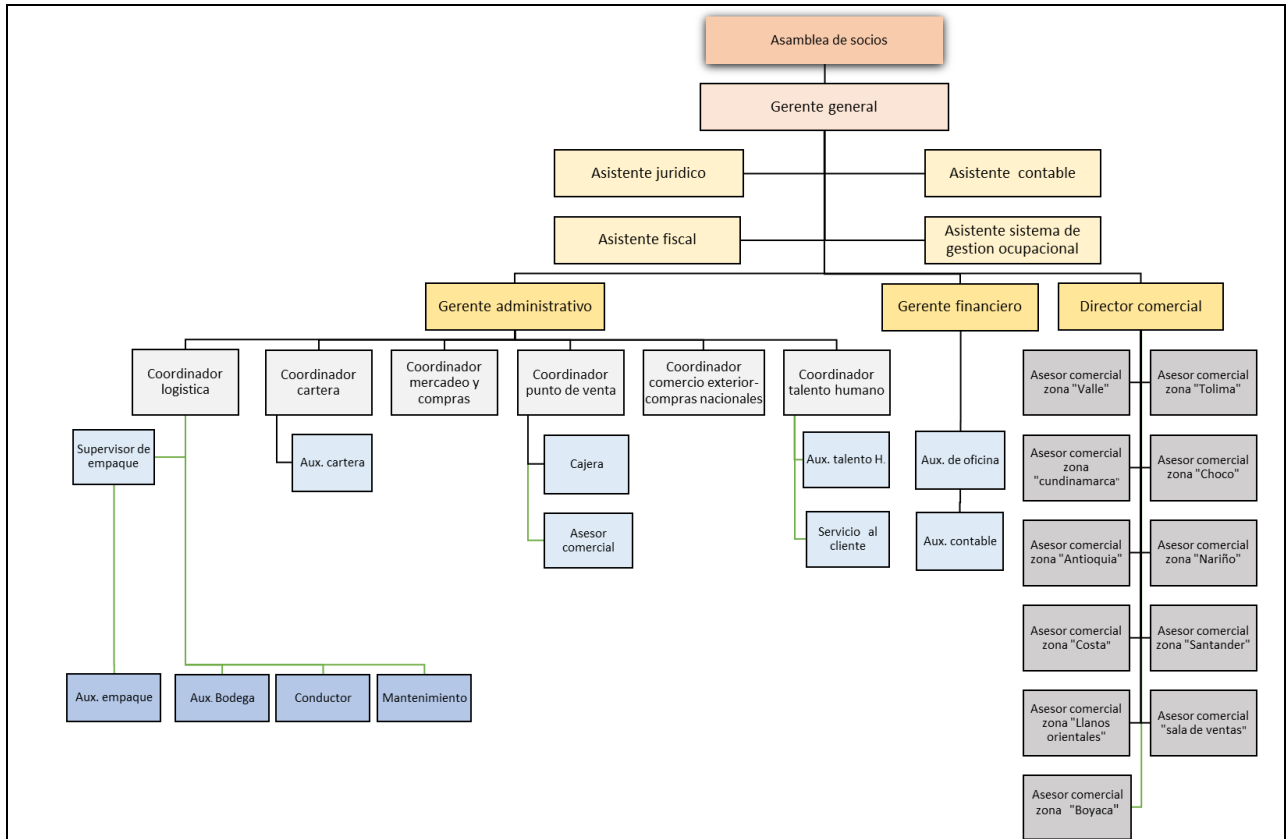 Asamblea de socios
Gerente general
Asistente juridico
Asistente contable
Asistente fiscal
Asistente sistema de
gestion ocupacional
Gerente administrativo
Gerente financiero
Director comercial
Coordinador
logistica
Coordinador
cartera
Coordinador
mercadeo y
compras
Coordinador
punto de venta
Coordinador
comercio exterior-
compras nacionales
Coordinador
talento humano
Asesor comercial
zona "Valle"
Asesor comercial
zona "Tolima"
Supervisor de
empaque
Aux. cartera
Cajera
Aux. talento H.
Aux. de oficina
Asesor comercial
zona
"cundinamarca"
Asesor comercial
zona "Choco"
Asesor
comercial
Servicio al
cliente
Aux. contable
Asesor comercial
zona "Antioquia"
Asesor comercial
zona "Nariño"
Asesor comercial
zona "Costa"
Asesor comercial
zona "Santander"
Aux. empaque
Aux. Bodega
Conductor
Mantenimiento
Asesor comercial
zona "Llanos
orientales"
Asesor comercial
"sala de ventas"
Asesor comercial
zona "Boyaca"